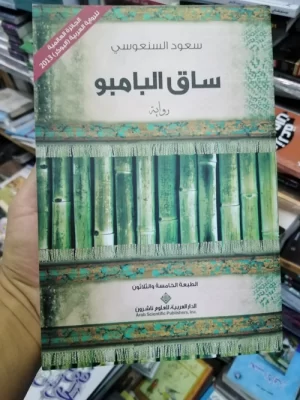 الجائزة العالمية
للرواية العربية (البوكر) 2013
سعود السنعوسي
ساق البامبو
رواية
الطبعة الخامسة والثلاثون
الدار العربية للعلوم ناشرون
Arab Scientific Publishers, Inc.